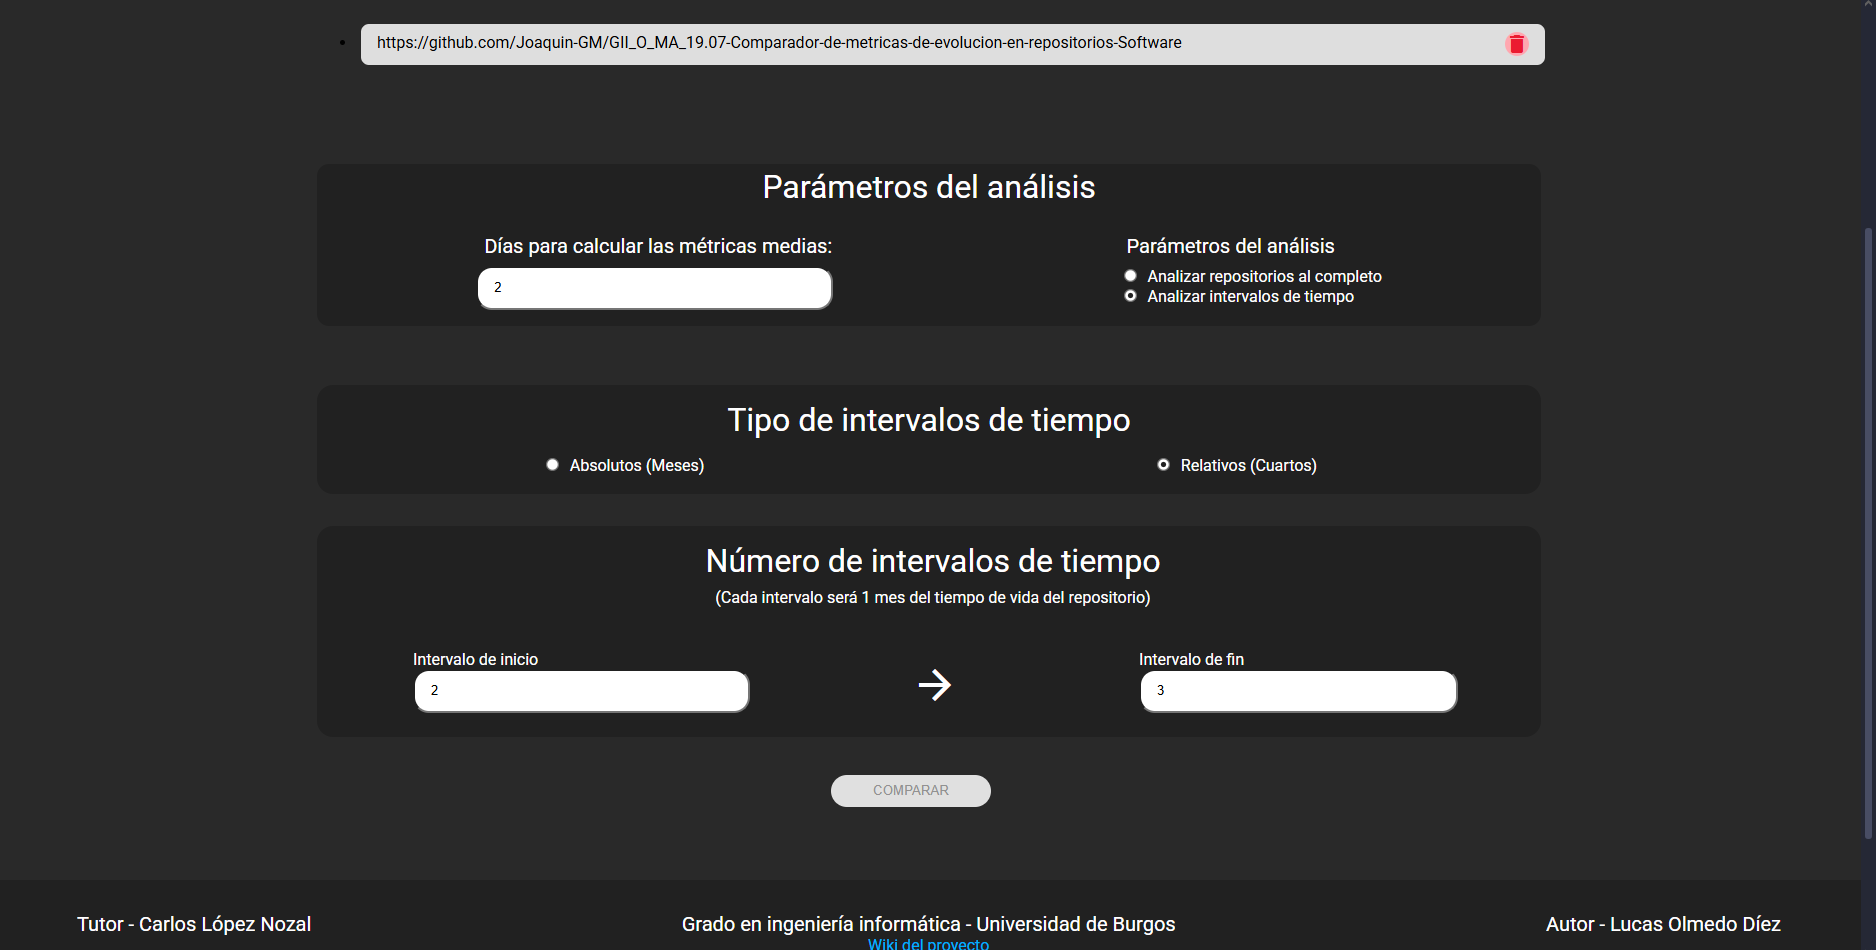 https://github.com/Joaquin-GM/GII_O_MA_19.07-Comparador-de-metricas-de-evolucion-en-repositorios-Software
Parámetros del análisis
Días para calcular las métricas medias:
2
Parámetros del análisis
Analizar repositorios al completo
Analizar intervalos de tiempo
Tipo de intervalos de tiempo
Absolutos (Meses)
Relativos (Cuartos)
Número de intervalos de tiempo
(Cada intervalo será 1 mes del tiempo de vida del repositorio)
Intervalo de inicio
2
Intervalo de fin
3
COMPARAR
Tutor - Carlos López Nozal
Grado en ingeniería informática - Universidad de Burgos
Wiki del proyecto
Autor - Lucas Olmedo Díez